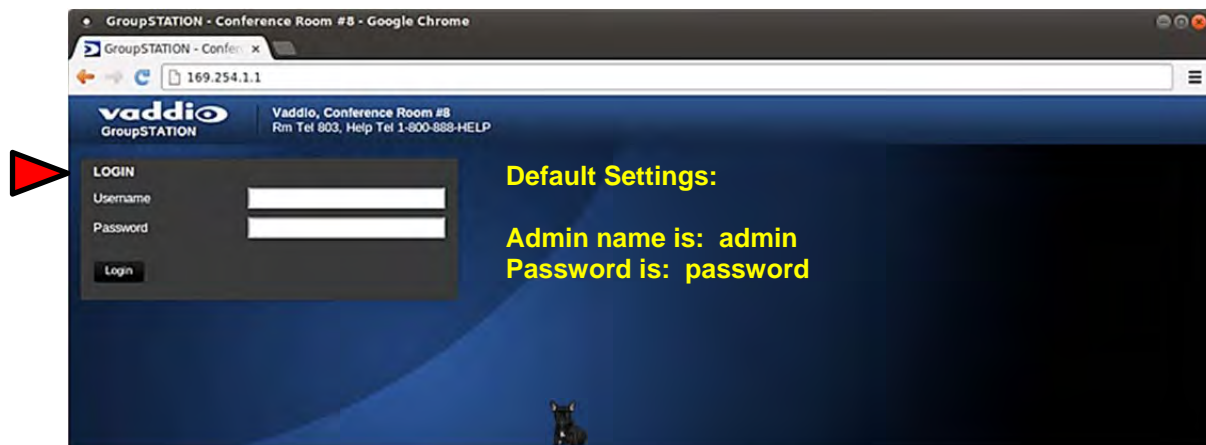 GroupSTATION - Conference Room #8 - Google Chrome
GroupSTATION - Confer
169.254.1.1
vaddio
GroupSTATION
Vaddio, Conference Room #8
Rm Tel 803, Help Tel 1-800-888-HELP
LOGIN
Username
Password
Login
Default Settings:
Admin name is: admin
Password is: password